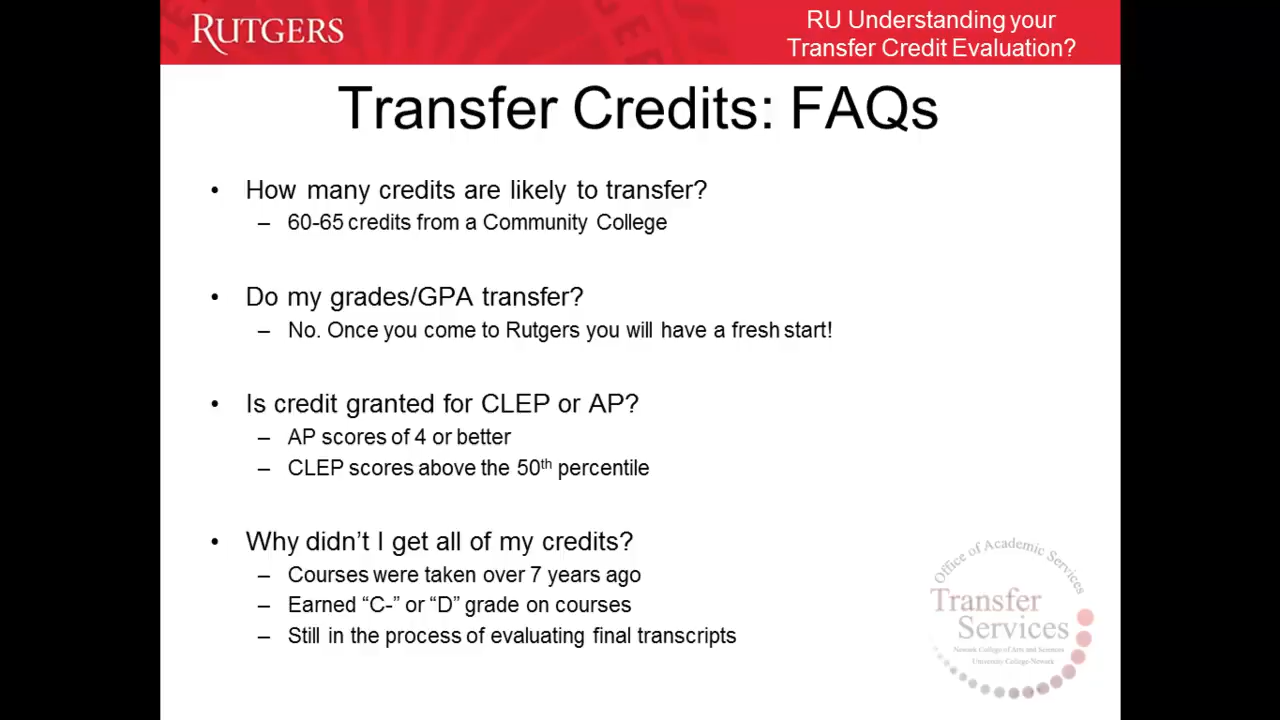 RUTGERS
RU Understanding your
Transfer Credit Evaluation?
Transfer Credits: FAQs
• How many credits are likely to transfer?
– 60-65 credits from a Community College
• Do my grades/GPA transfer?
– No. Once you come to Rutgers you will have a fresh start!
• Is credit granted for CLEP or AP?
– AP scores of 4 or better
– CLEP scores above the 50th percentile
• Why didn’t I get all of my credits?
– Courses were taken over 7 years ago
– Earned “C-” or “D” grade on courses
– Still in the process of evaluating final transcripts
Office of Academic Services
Transfer
Services
Newark College of Arts and Sciences
University College-Newark